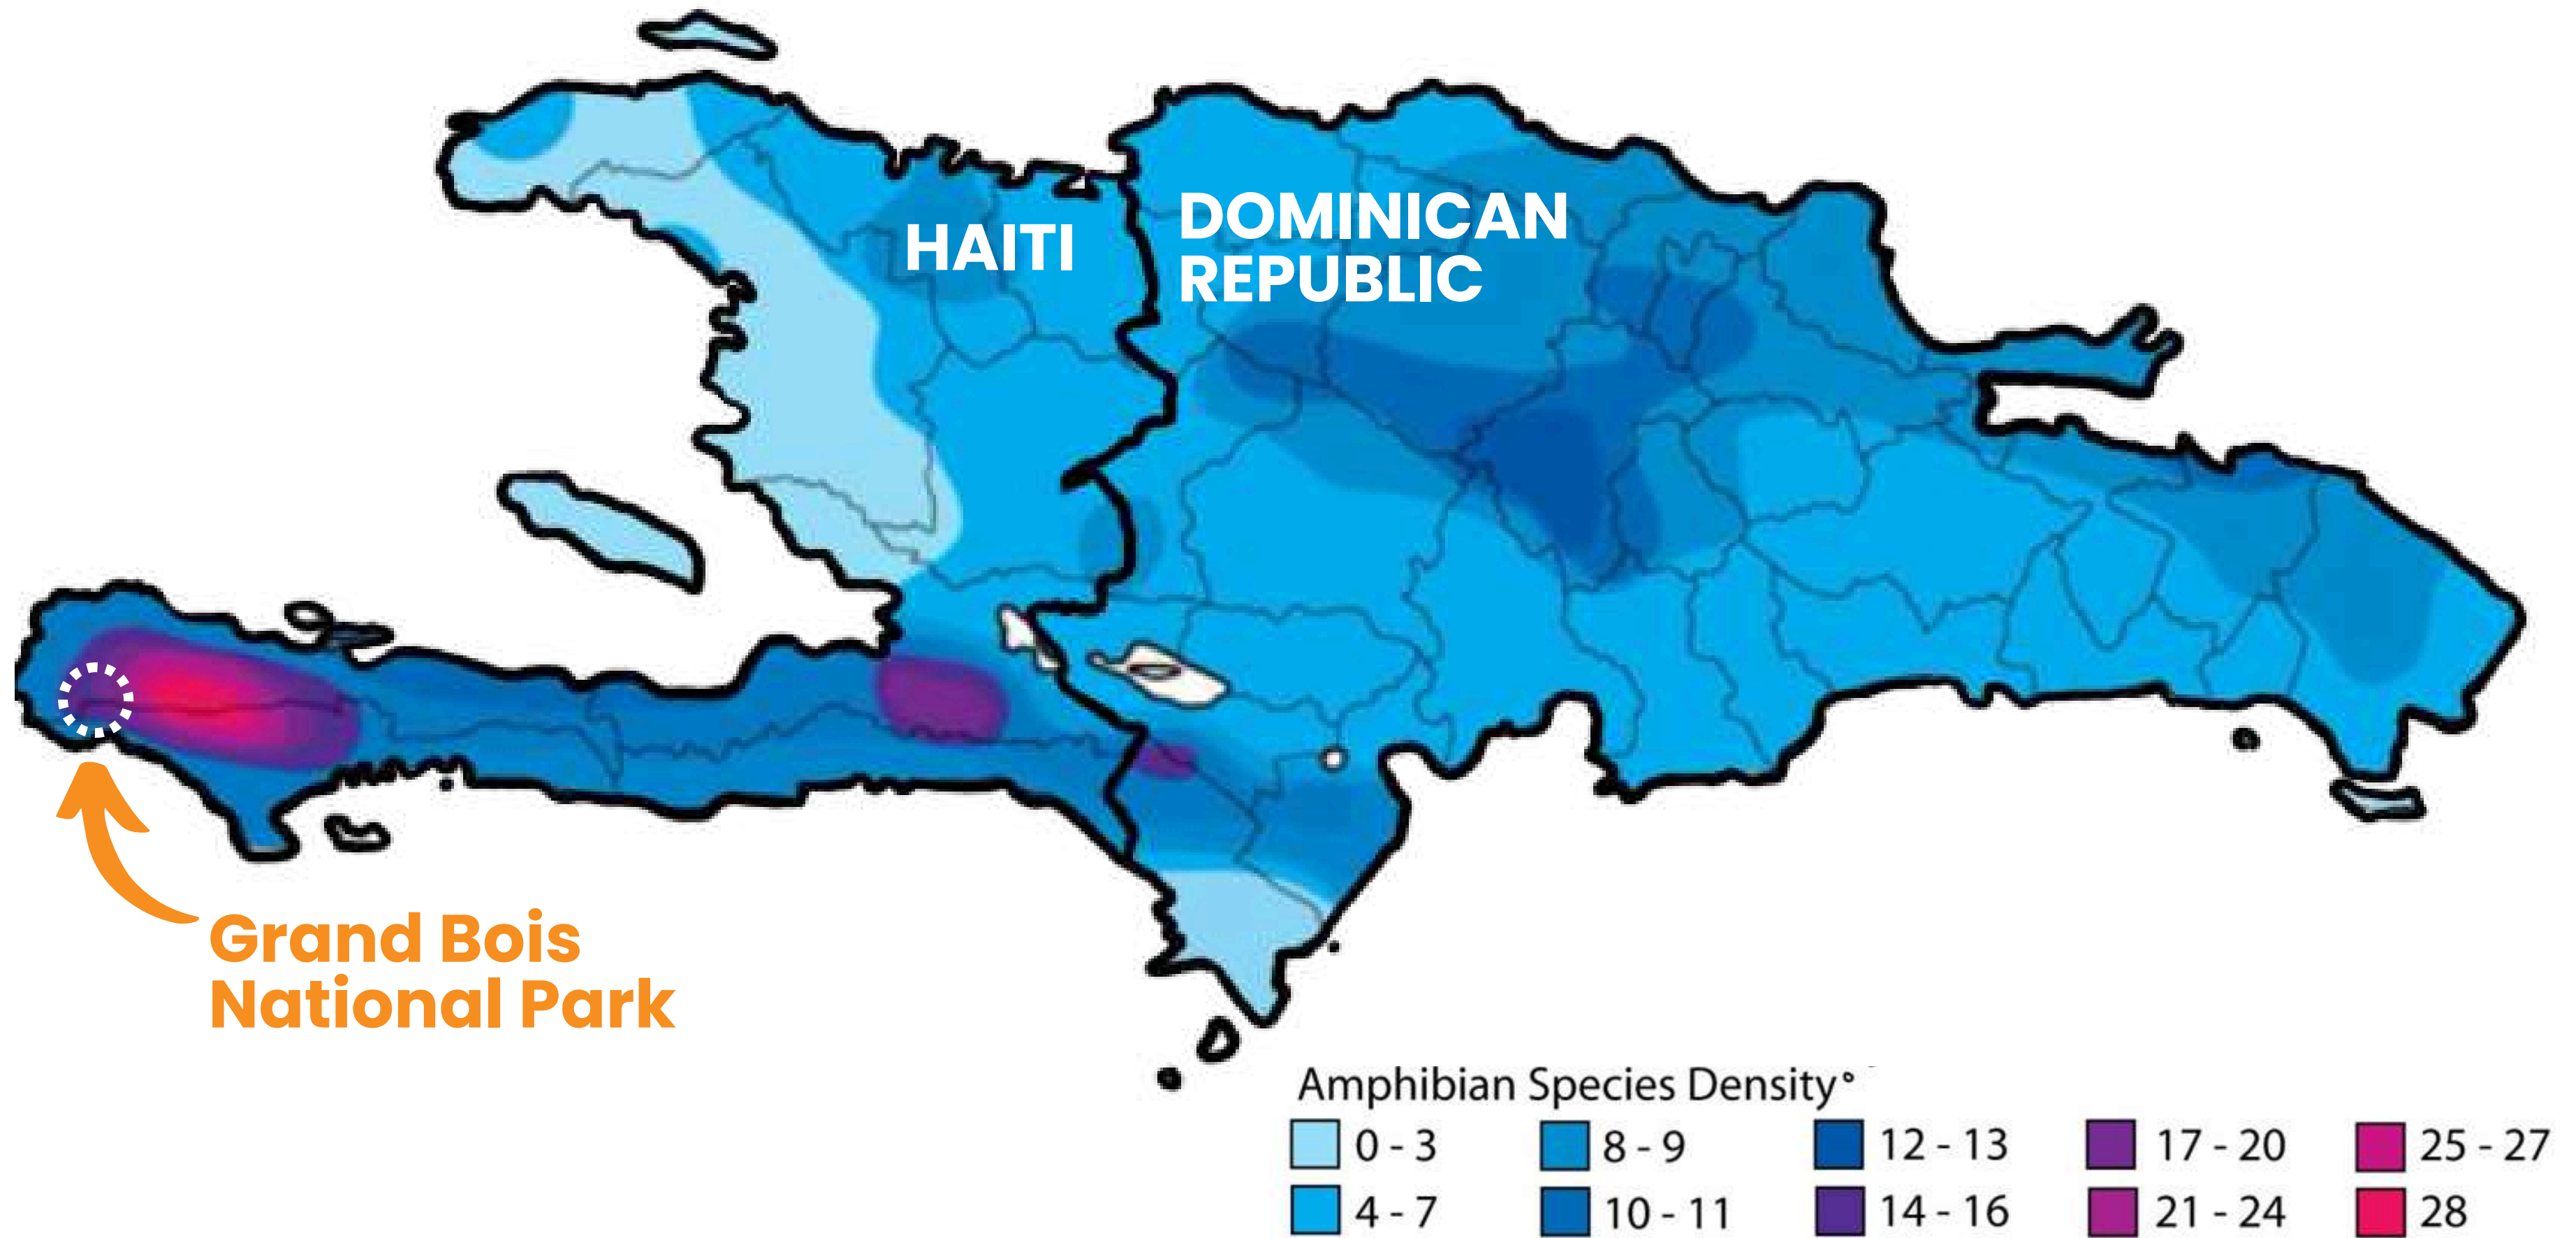 HAITI
DOMINICAN
REPUBLIC
Grand Bois
National Park
Amphibian Species Density°
0 - 3
8 - 9
12 - 13
17 - 20
25 - 27
4 - 7
10 - 11
14 - 16
21 - 24
28